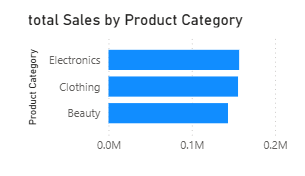 total Sales by Product Category
Product Category
Electronics
Clothing
Beauty
0.0M 0.1M 0.2M